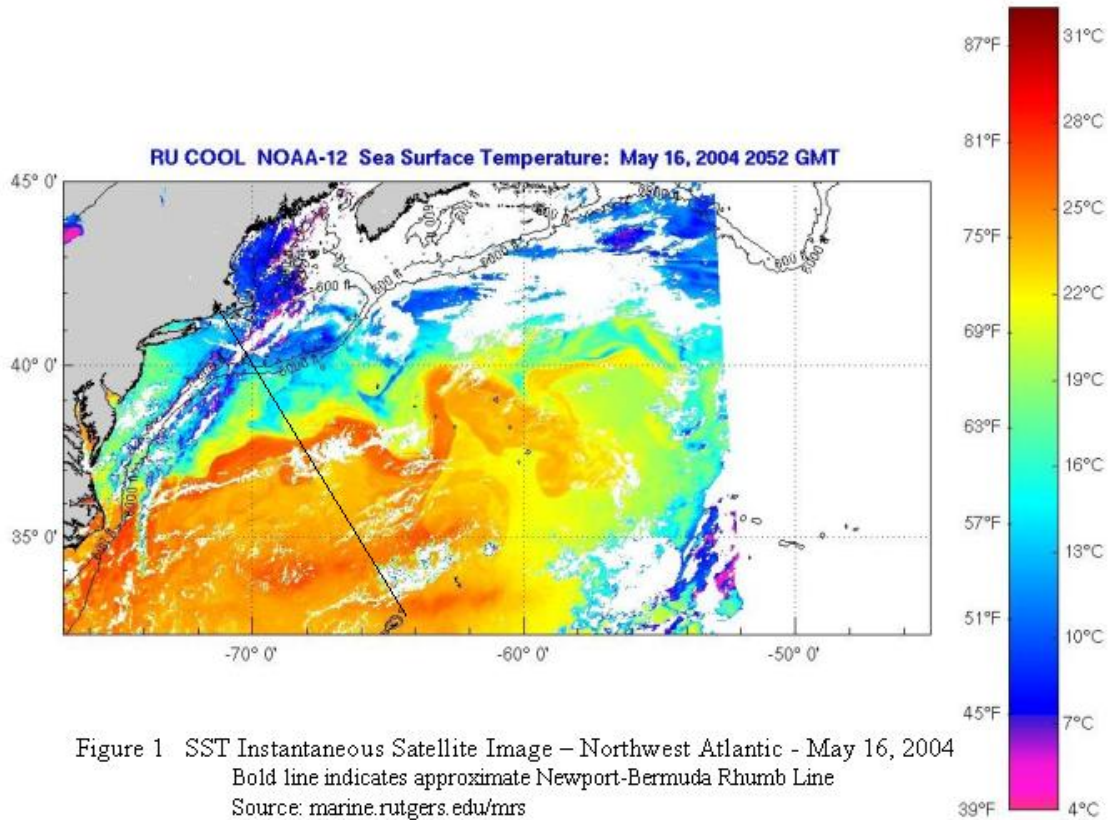 87°F
31°C
28°C
81°F
RU COOL NOAA-12 Sea Surface Temperature: May 16, 2004 2052 GMT
45° 0'
25°C
75°F
22°C
600 ft
6000 ft
69°F
40° 0'
19°C
63°F
16°C
57°F
35° 0'
13°C
51°F
10°C
-70° 0'
-60° 0'
-50° 0'
45°F
7°C
39°F
4°C
Figure 1 SST Instantaneous Satellite Image – Northwest Atlantic - May 16, 2004
Bold line indicates approximate Newport-Bermuda Rhumb Line
Source: marine.rutgers.edu/mrs